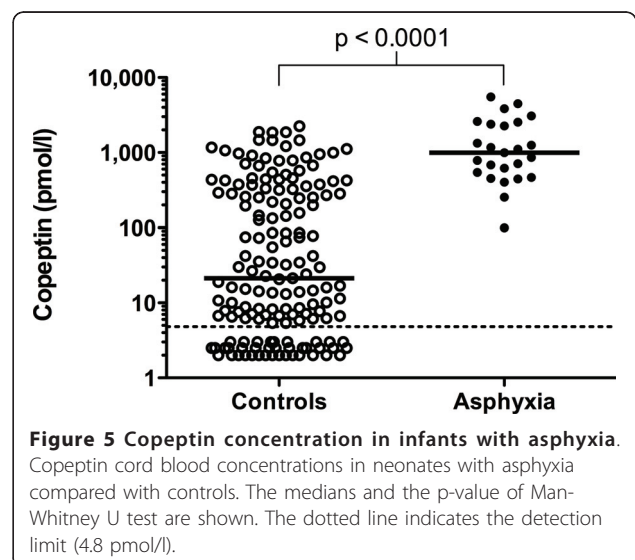 p < 0.0001
10,000
1,000
100
10
1
Copeptin (pmol/l)
Controls
Asphyxia
Figure 5 Copeptin concentration in infants with asphyxia.
Copeptin cord blood concentrations in neonates with asphyxia
compared with controls. The medians and the p-value of Man-
Whitney U test are shown. The dotted line indicates the detection
limit (4.8 pmol/l).